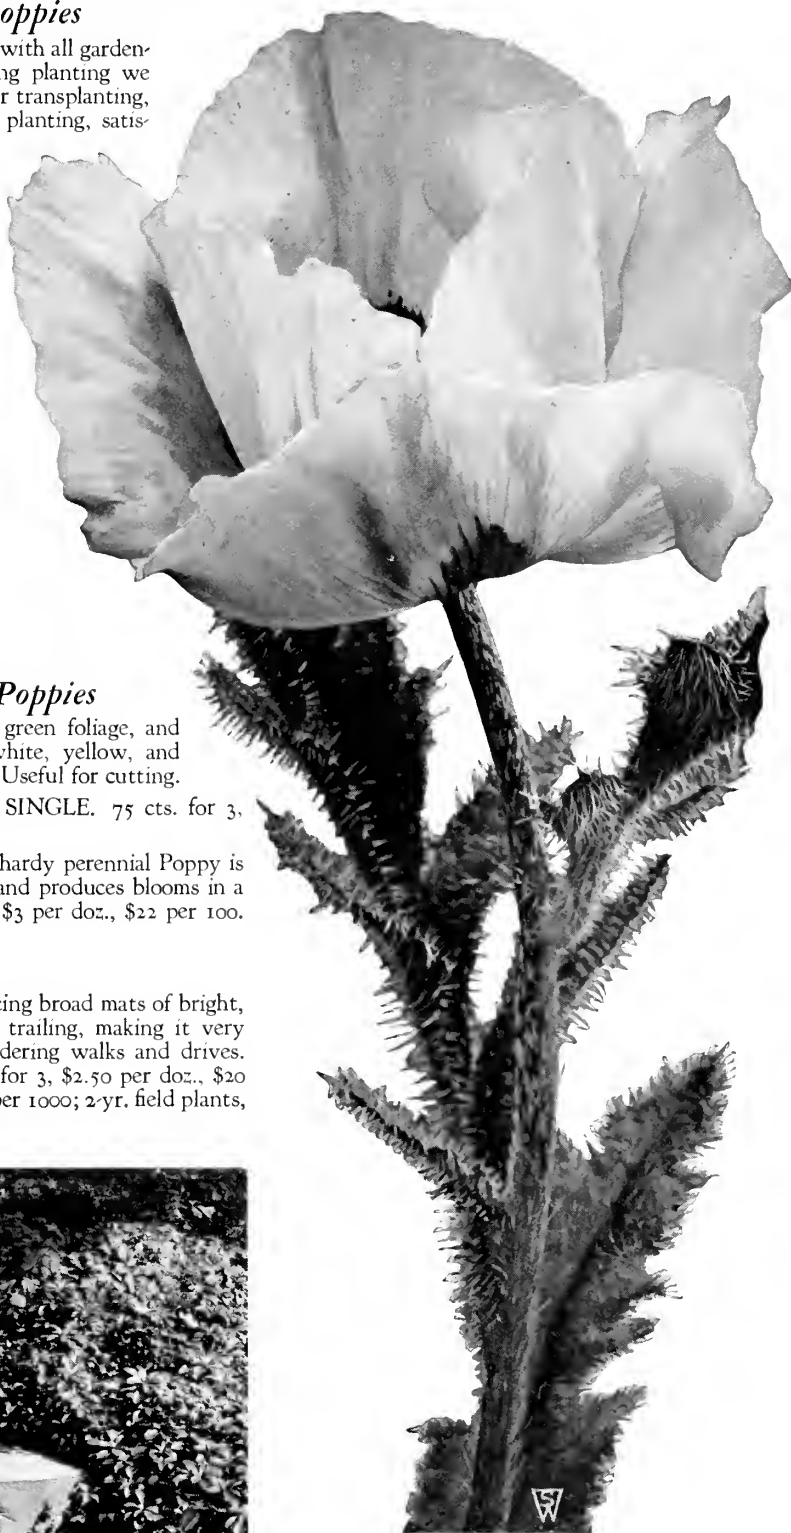 oppies
with all garden-
ng planting we
r transplanting,
planting, satis-
Poppies
green foliage, and
white, yellow, and
Useful for cutting.
SINGLE. 75 cts. for 3,
hardy perennial Poppy is
and produces blooms in a
$3 per doz., $22 per 100.
cing broad mats of bright,
trailing, making it very
dering walks and drives.
for 3, $2.50 per doz., $20
per 1000; 2-yr. field plants,